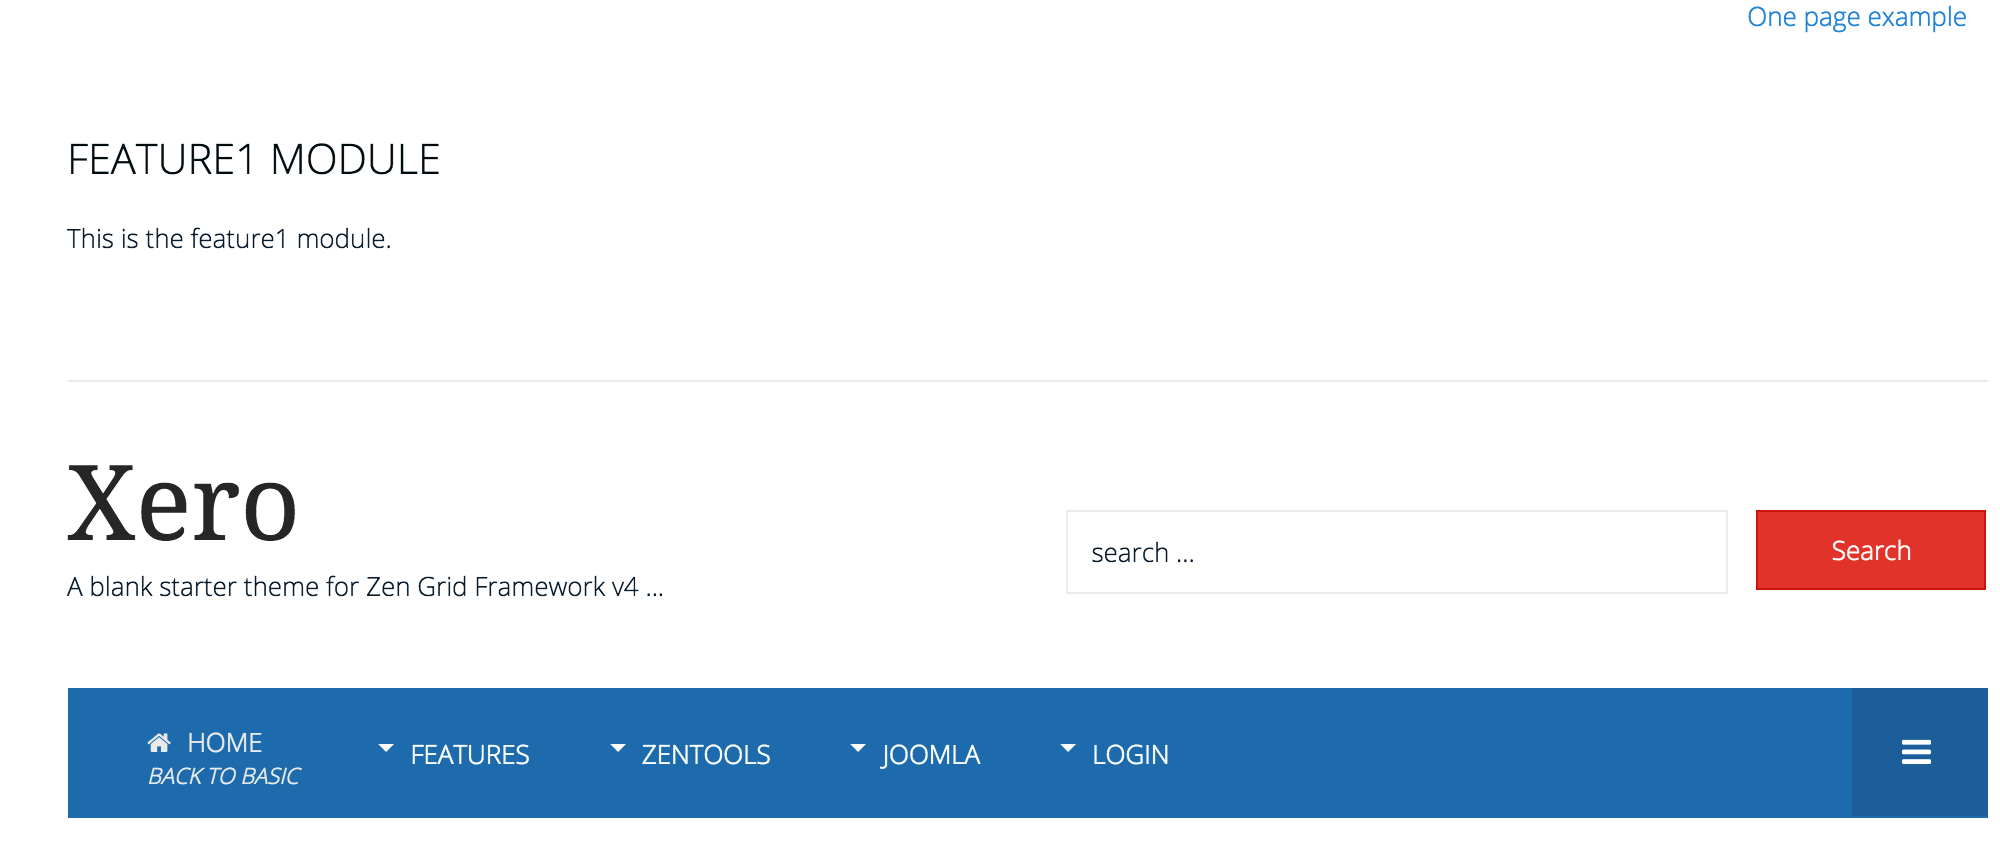 One page example
FEATURE1 MODULE
This is the feature1 module.
Xero
A blank starter theme for Zen Grid Framework v4 ...
search ...
Search
HOME
BACK TO BASIC
FEATURES
ZENTOOLS
JOOMLA
LOGIN